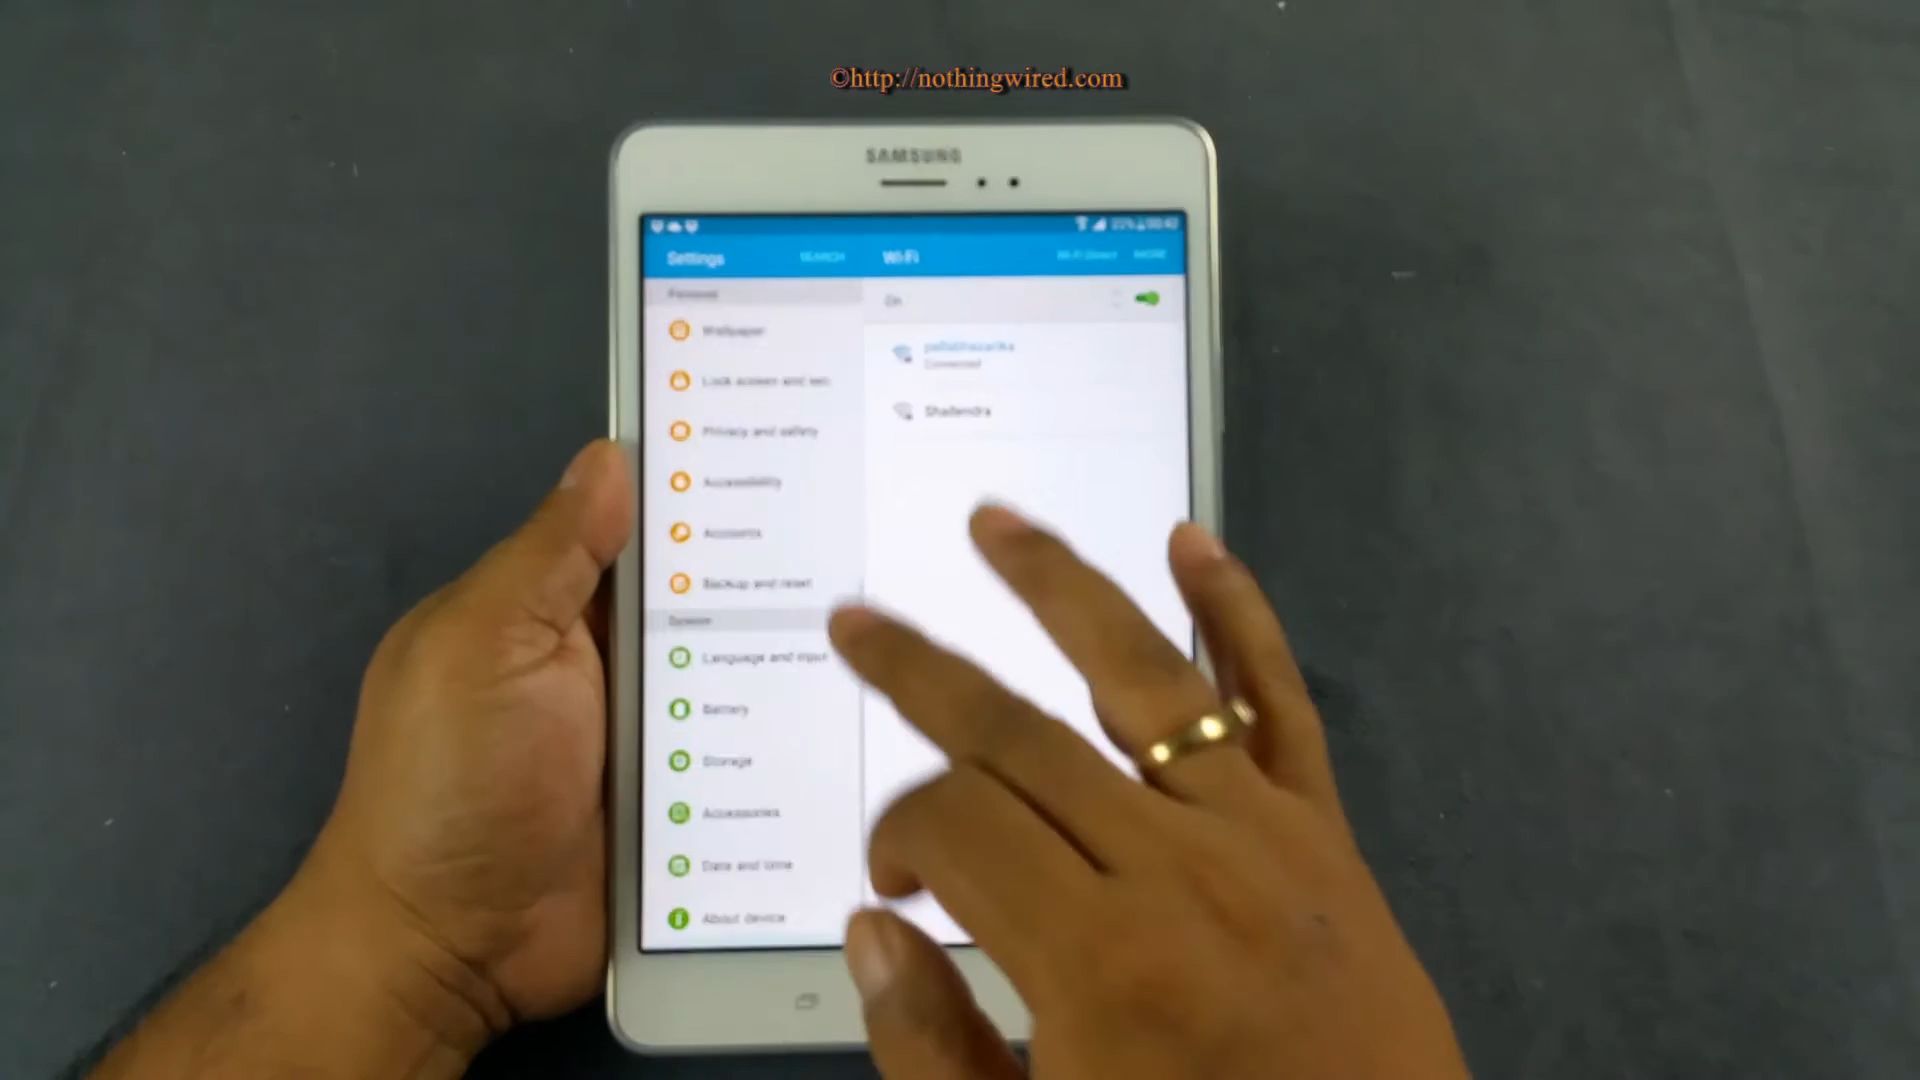 ©http://nothingwired.com
SAMSUNG
Settings
SEARCH
Wi-Fi
Wi-Fi Direct
MORE
Personal
On
Wallpaper
Connected
Lock screen and sec
Shailendra
Privacy and safety
Accessibility
Accounts
Backup and reset
System
Language and input
Battery
Storage
Accessories
Date and time
About device